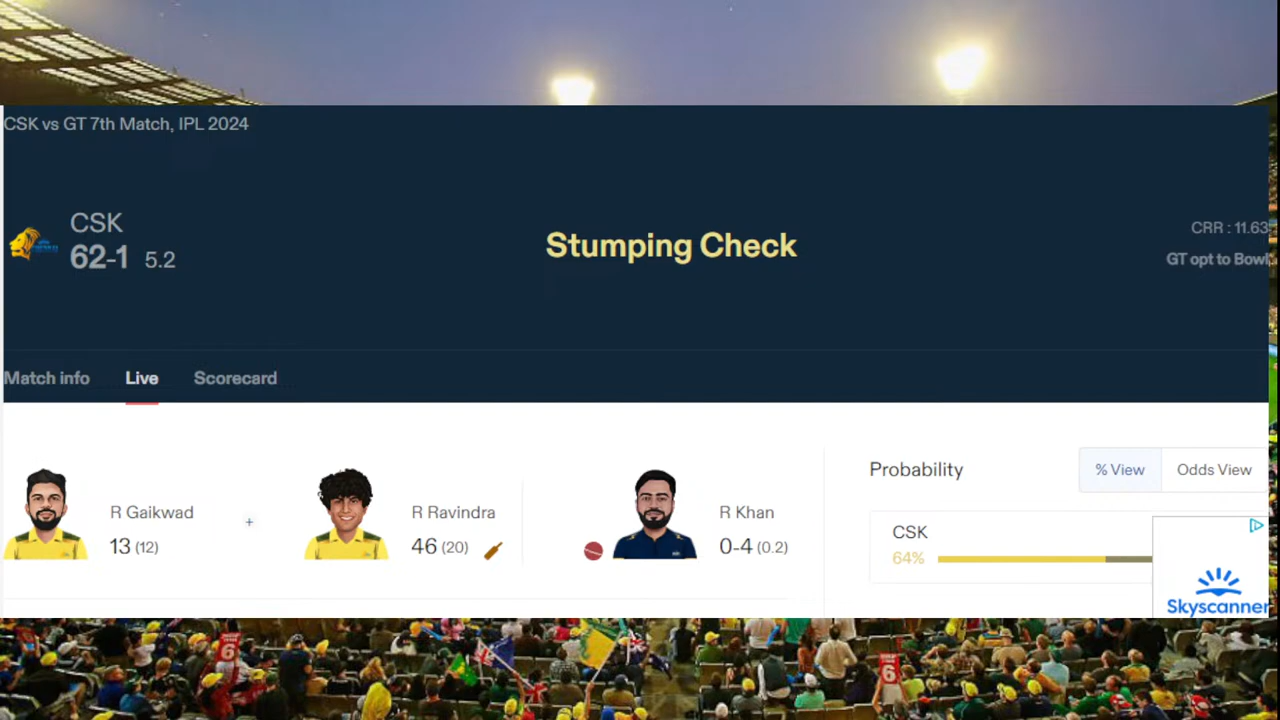 CSK vs GT 7th Match, IPL 2024
CSK
62-1 5.2
Stumping Check
CRR : 11.63
GT opt to Bowl
Match info Live Scorecard
R Gaikwad
13 (12)
+
R Ravindra
46 (20)
R Khan
0-4 (0.2)
Probability
% View Odds View
CSK
64%
Skyscanner
6
6